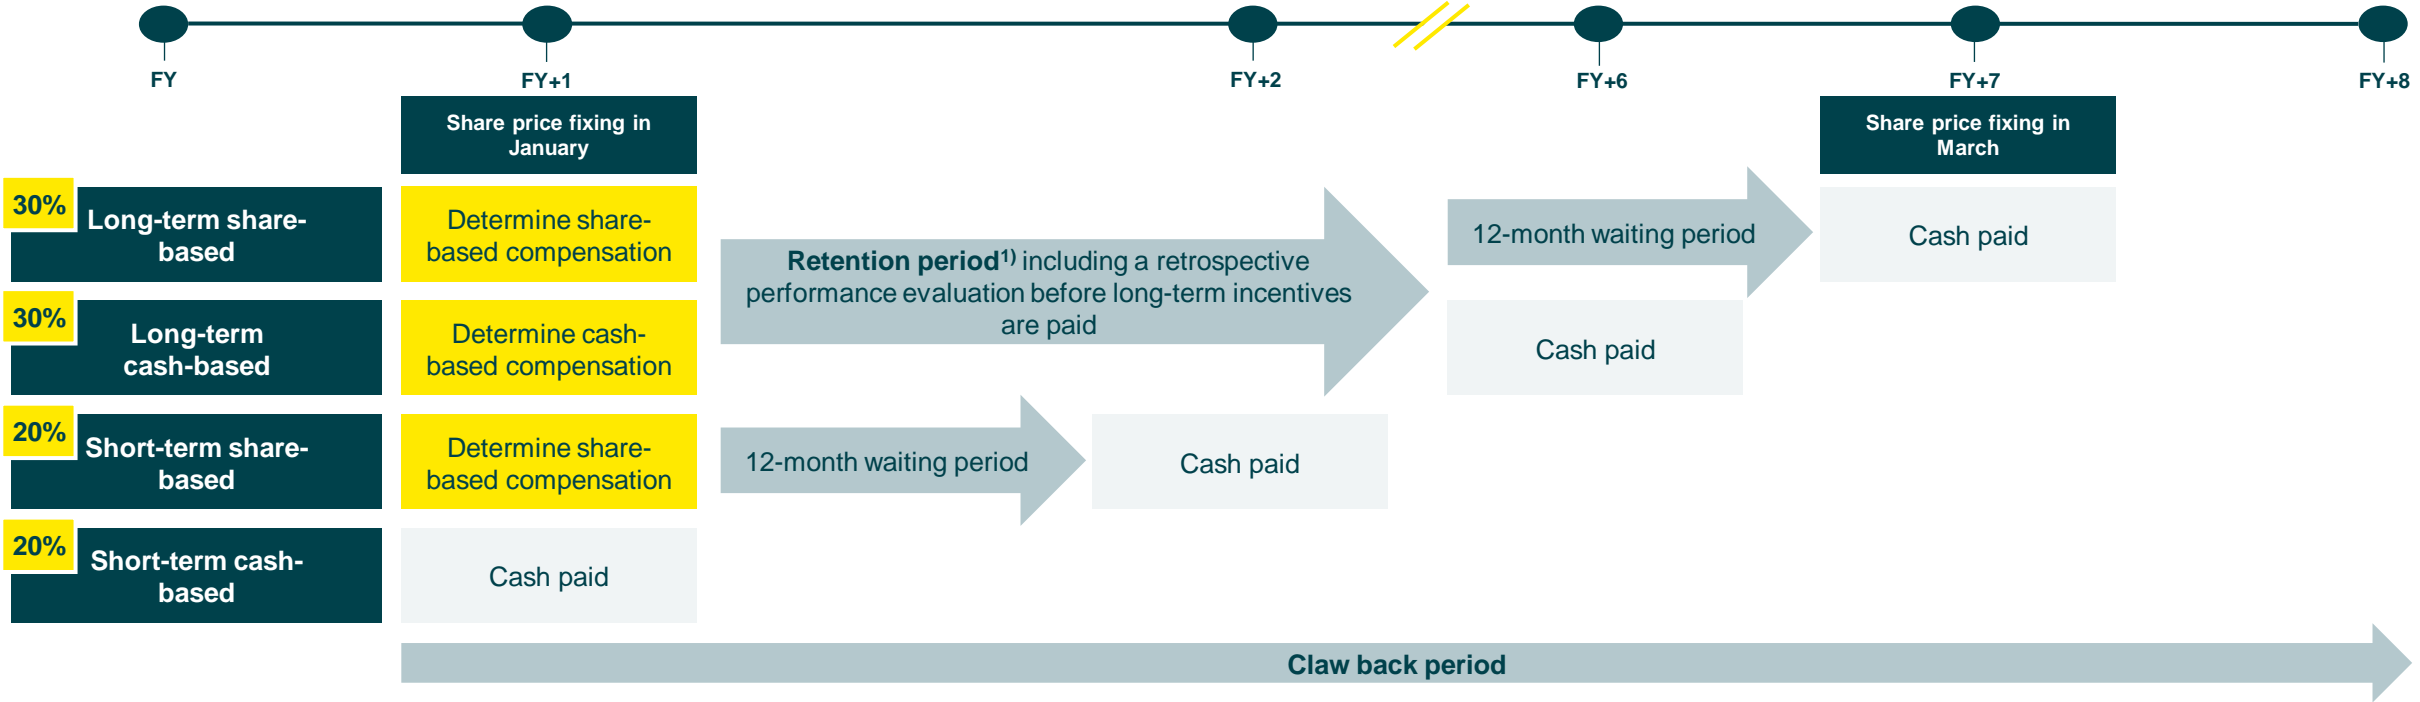 FY
FY+1
FY+2
FY+6
FY+7
FY+8
Share price fixing in
January
Share price fixing in
March
30%
Long-term share-
based
Determine share-
based compensation
Retention period1) including a retrospective
performance evaluation before long-term incentives
are paid
12-month waiting period
Cash paid
30%
Long-term
cash-based
Determine cash-
based compensation
Cash paid
20%
Short-term share-
based
Determine share-
based compensation
12-month waiting period
Cash paid
20%
Short-term cash-
based
Cash paid
Claw back period